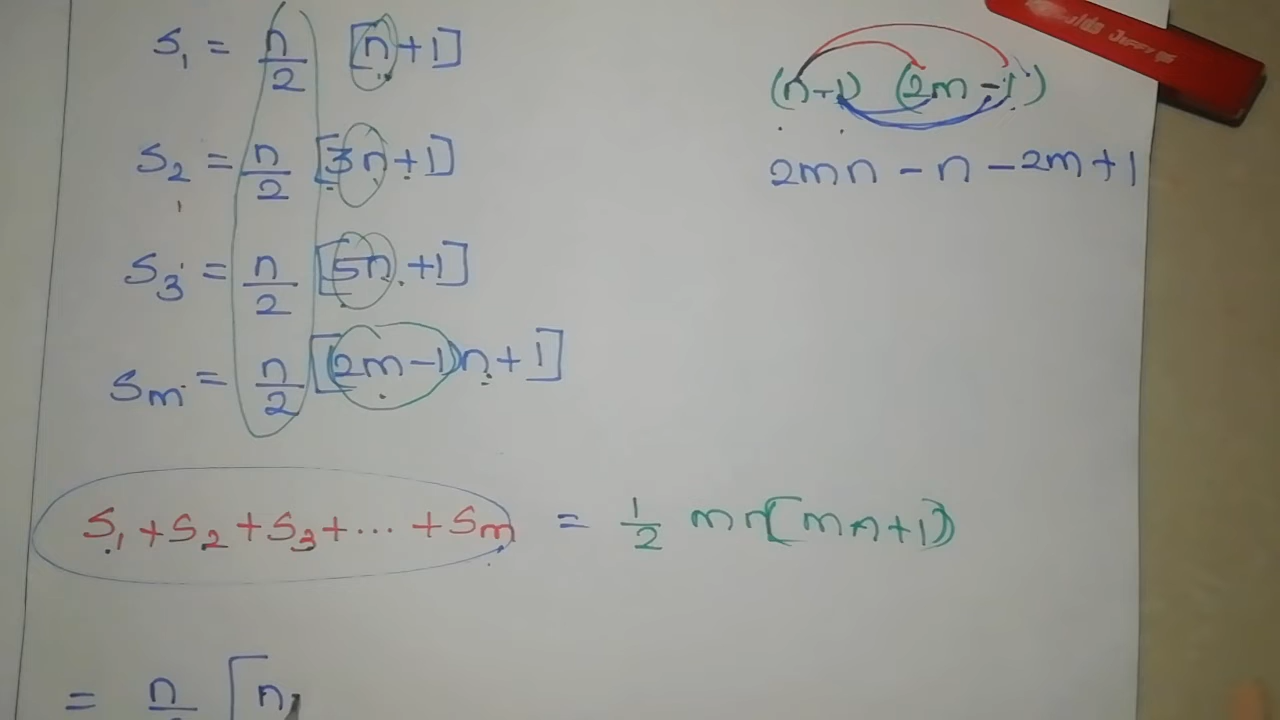 S₁ = n/2 [n+1]
(n-1) (2m-1)
S₂ = n/2 [3n+1]
2mn - n - 2m + 1
S₃ = n/2 [5n+1]
Sₘ = n/2 [(2m-1)n+1]
S₁ + S₂ + S₃ + ... + Sₘ = 1/2 mn[mn+1]
= n [n